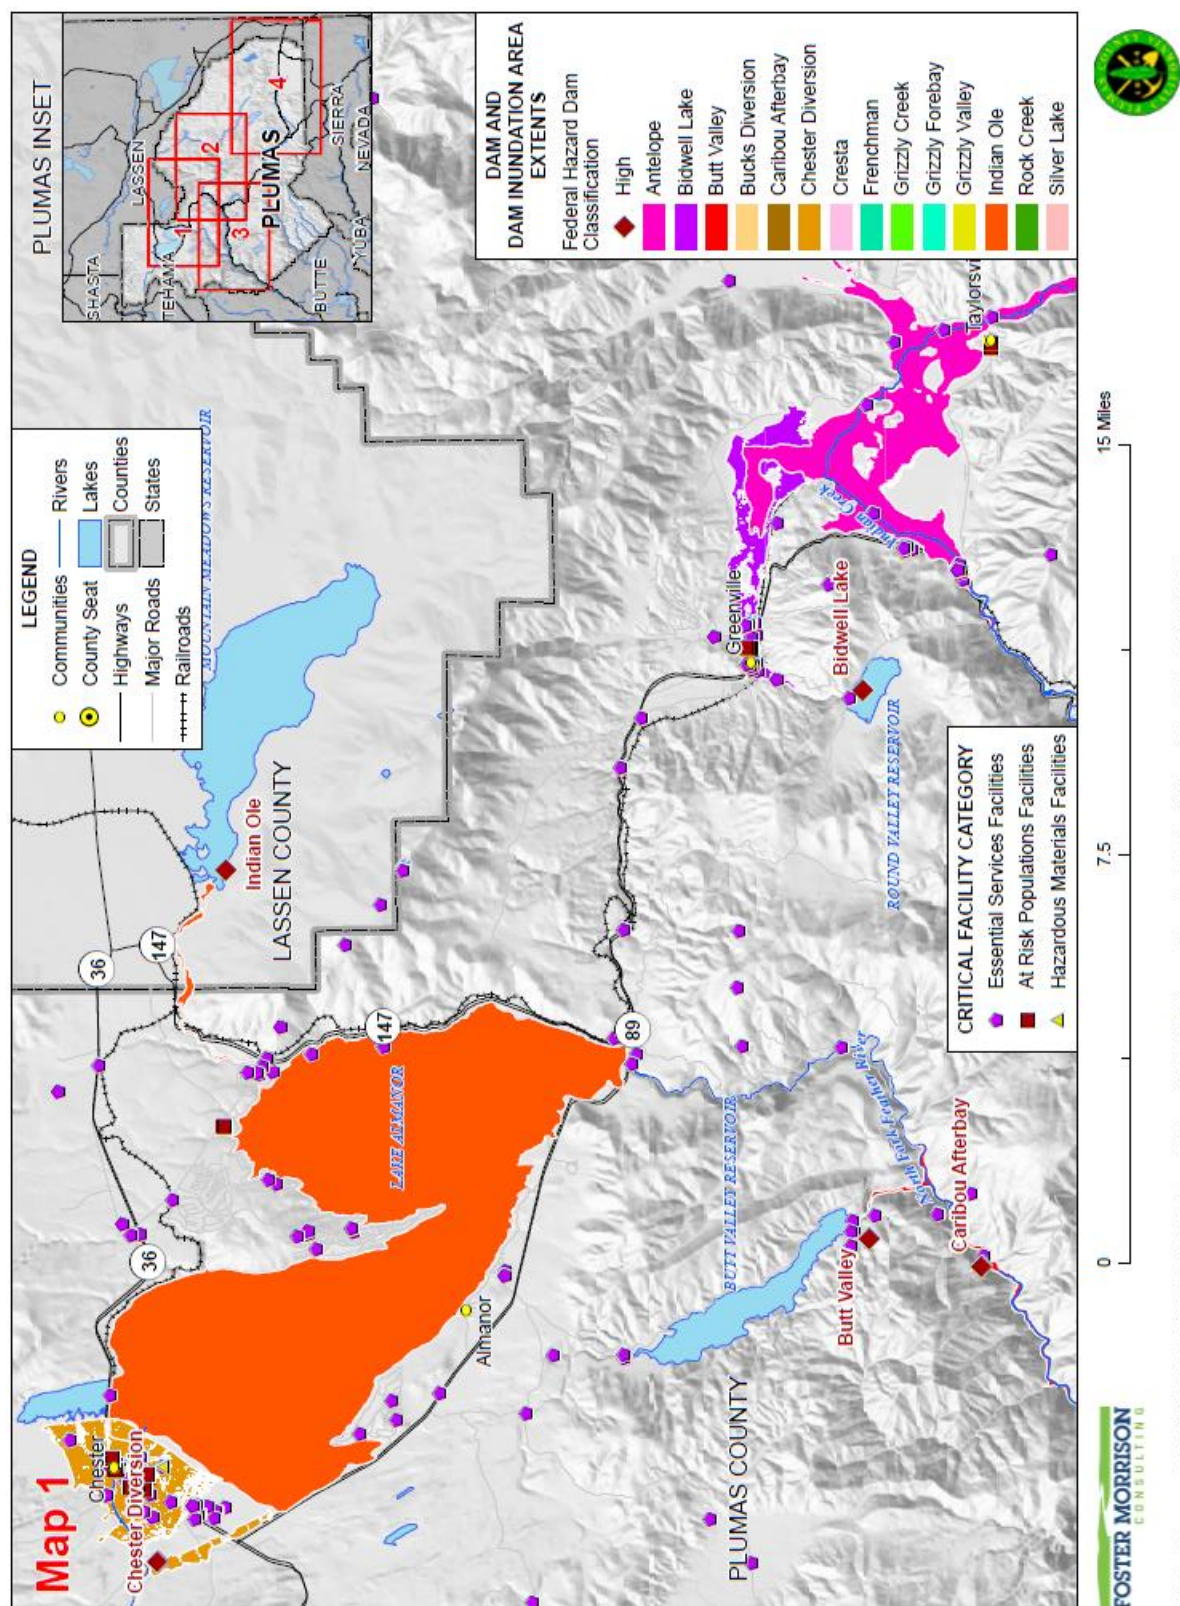 Map 1
PLUMAS INSET
SHASTA
LASSEN
TEHAMA
PLUMAS
BUTTE
YUBA
SIERRA
NEVADA
1
2
3
4
LEGEND
Communities
County Seat
Highways
Major Roads
Railroads
Rivers
Lakes
Counties
States
MOUNTAIN MEADOWS RESERVOIR
Chester
Chester Diversion
36
36
147
147
89
Indian Ole
LASSEN COUNTY
LAKE ALMANOR
Almanor
PLUMAS COUNTY
BUTT VALLEY RESERVOIR
Butt Valley
Caribou Afterbay
North Fork Feather River
ROUND VALLEY RESERVOIR
Bidwell Lake
Greenville
Indian Creek
Taylorsvi
CRITICAL FACILITY CATEGORY
Essential Services Facilities
At Risk Populations Facilities
Hazardous Materials Facilities
DAM AND
DAM INUNDATION AREA
EXTENTS
Federal Hazard Dam
Classification
High
Antelope
Bidwell Lake
Butt Valley
Bucks Diversion
Caribou Afterbay
Chester Diversion
Cresta
Frenchman
Grizzly Creek
Grizzly Forebay
Grizzly Valley
Indian Ole
Rock Creek
Silver Lake
0
7.5
15 Miles
FOSTER MORRISON
CONSULTING